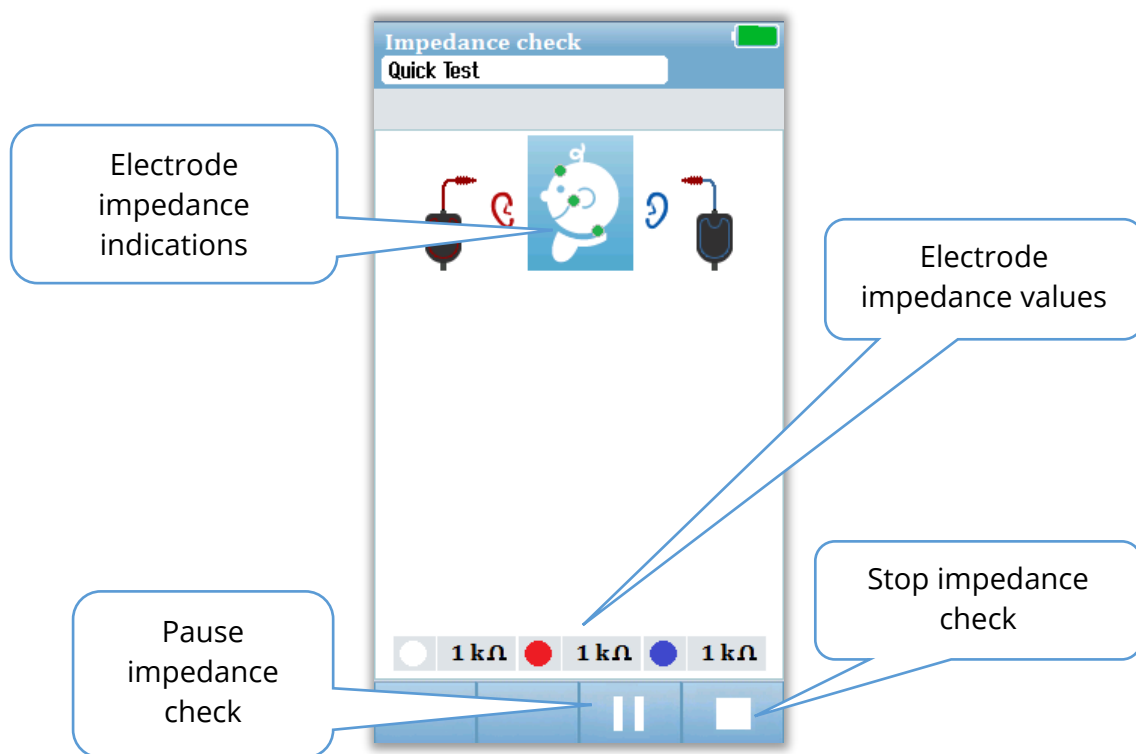 Impedance check
Quick Test
Electrode
impedance
indications
Electrode
impedance values
Stop impedance
check
Pause
impedance
check
1 kΩ 1 kΩ 1 kΩ